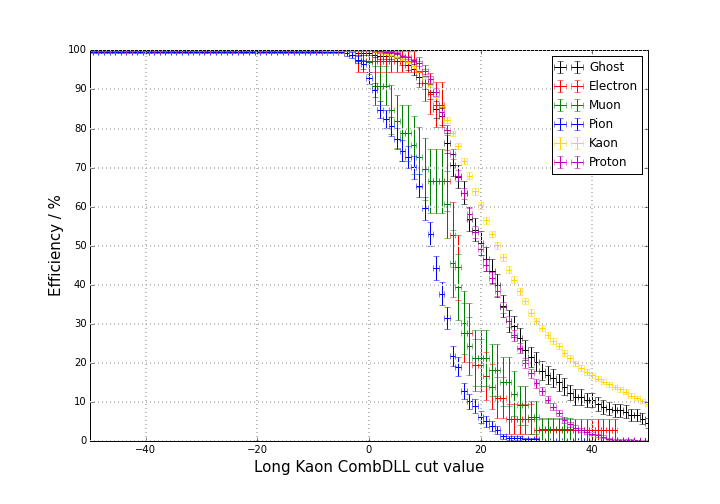 100
90
80
70
60
50
40
30
20
10
0
−40
−20
0
20
40
Efficiency / %
Long Kaon CombDLL cut value
Ghost
Electron
Muon
Pion
Kaon
Proton